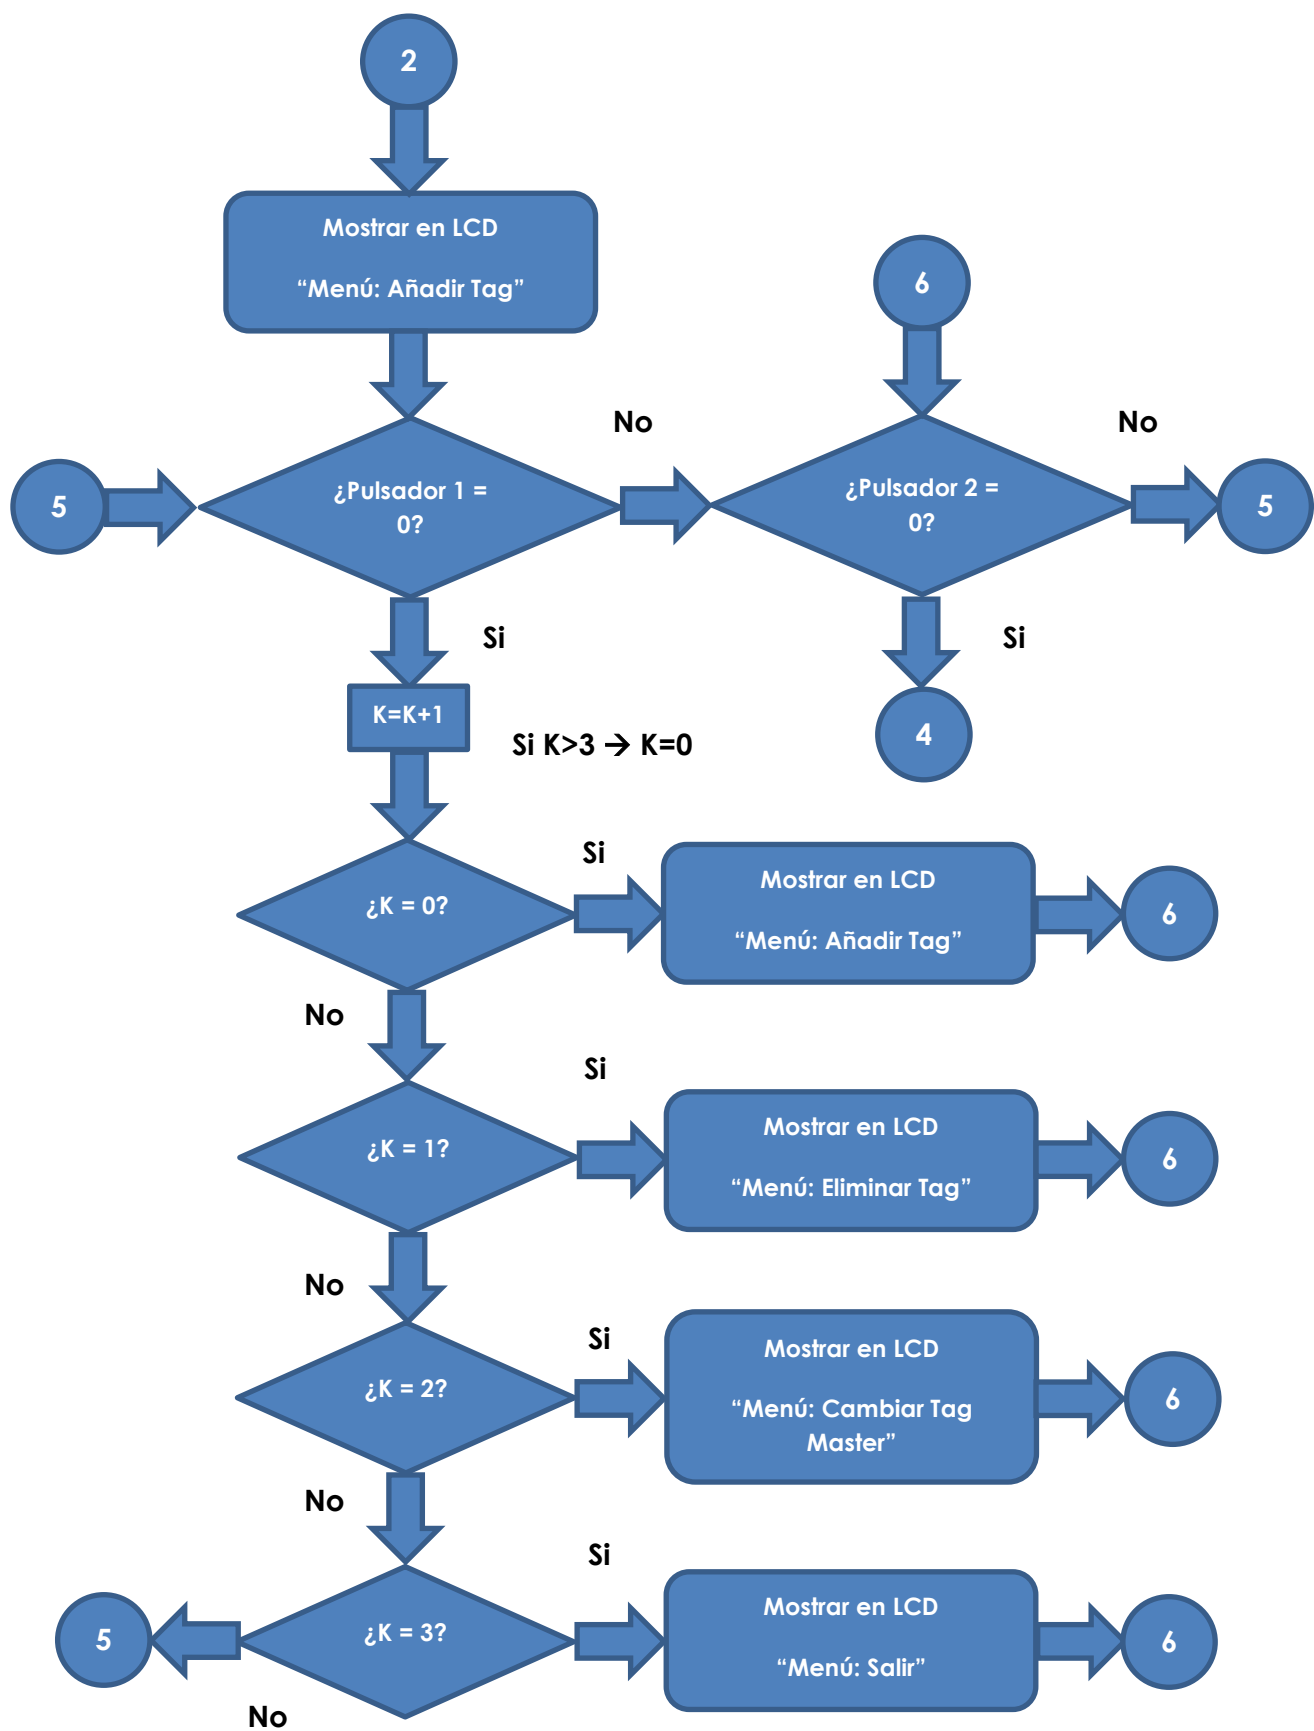 2
Mostrar en LCD
“Menú: Añadir Tag”
6
No
No
5
¿Pulsador 1 =
0?
¿Pulsador 2 =
0?
5
Si
Si
K=K+1
Si K>3 → K=0
4
Si
¿K = 0?
Mostrar en LCD
“Menú: Añadir Tag”
6
No
Si
¿K = 1?
Mostrar en LCD
“Menú: Eliminar Tag”
6
No
Si
¿K = 2?
Mostrar en LCD
“Menú: Cambiar Tag
Master”
6
No
Si
5
¿K = 3?
Mostrar en LCD
“Menú: Salir”
6
No